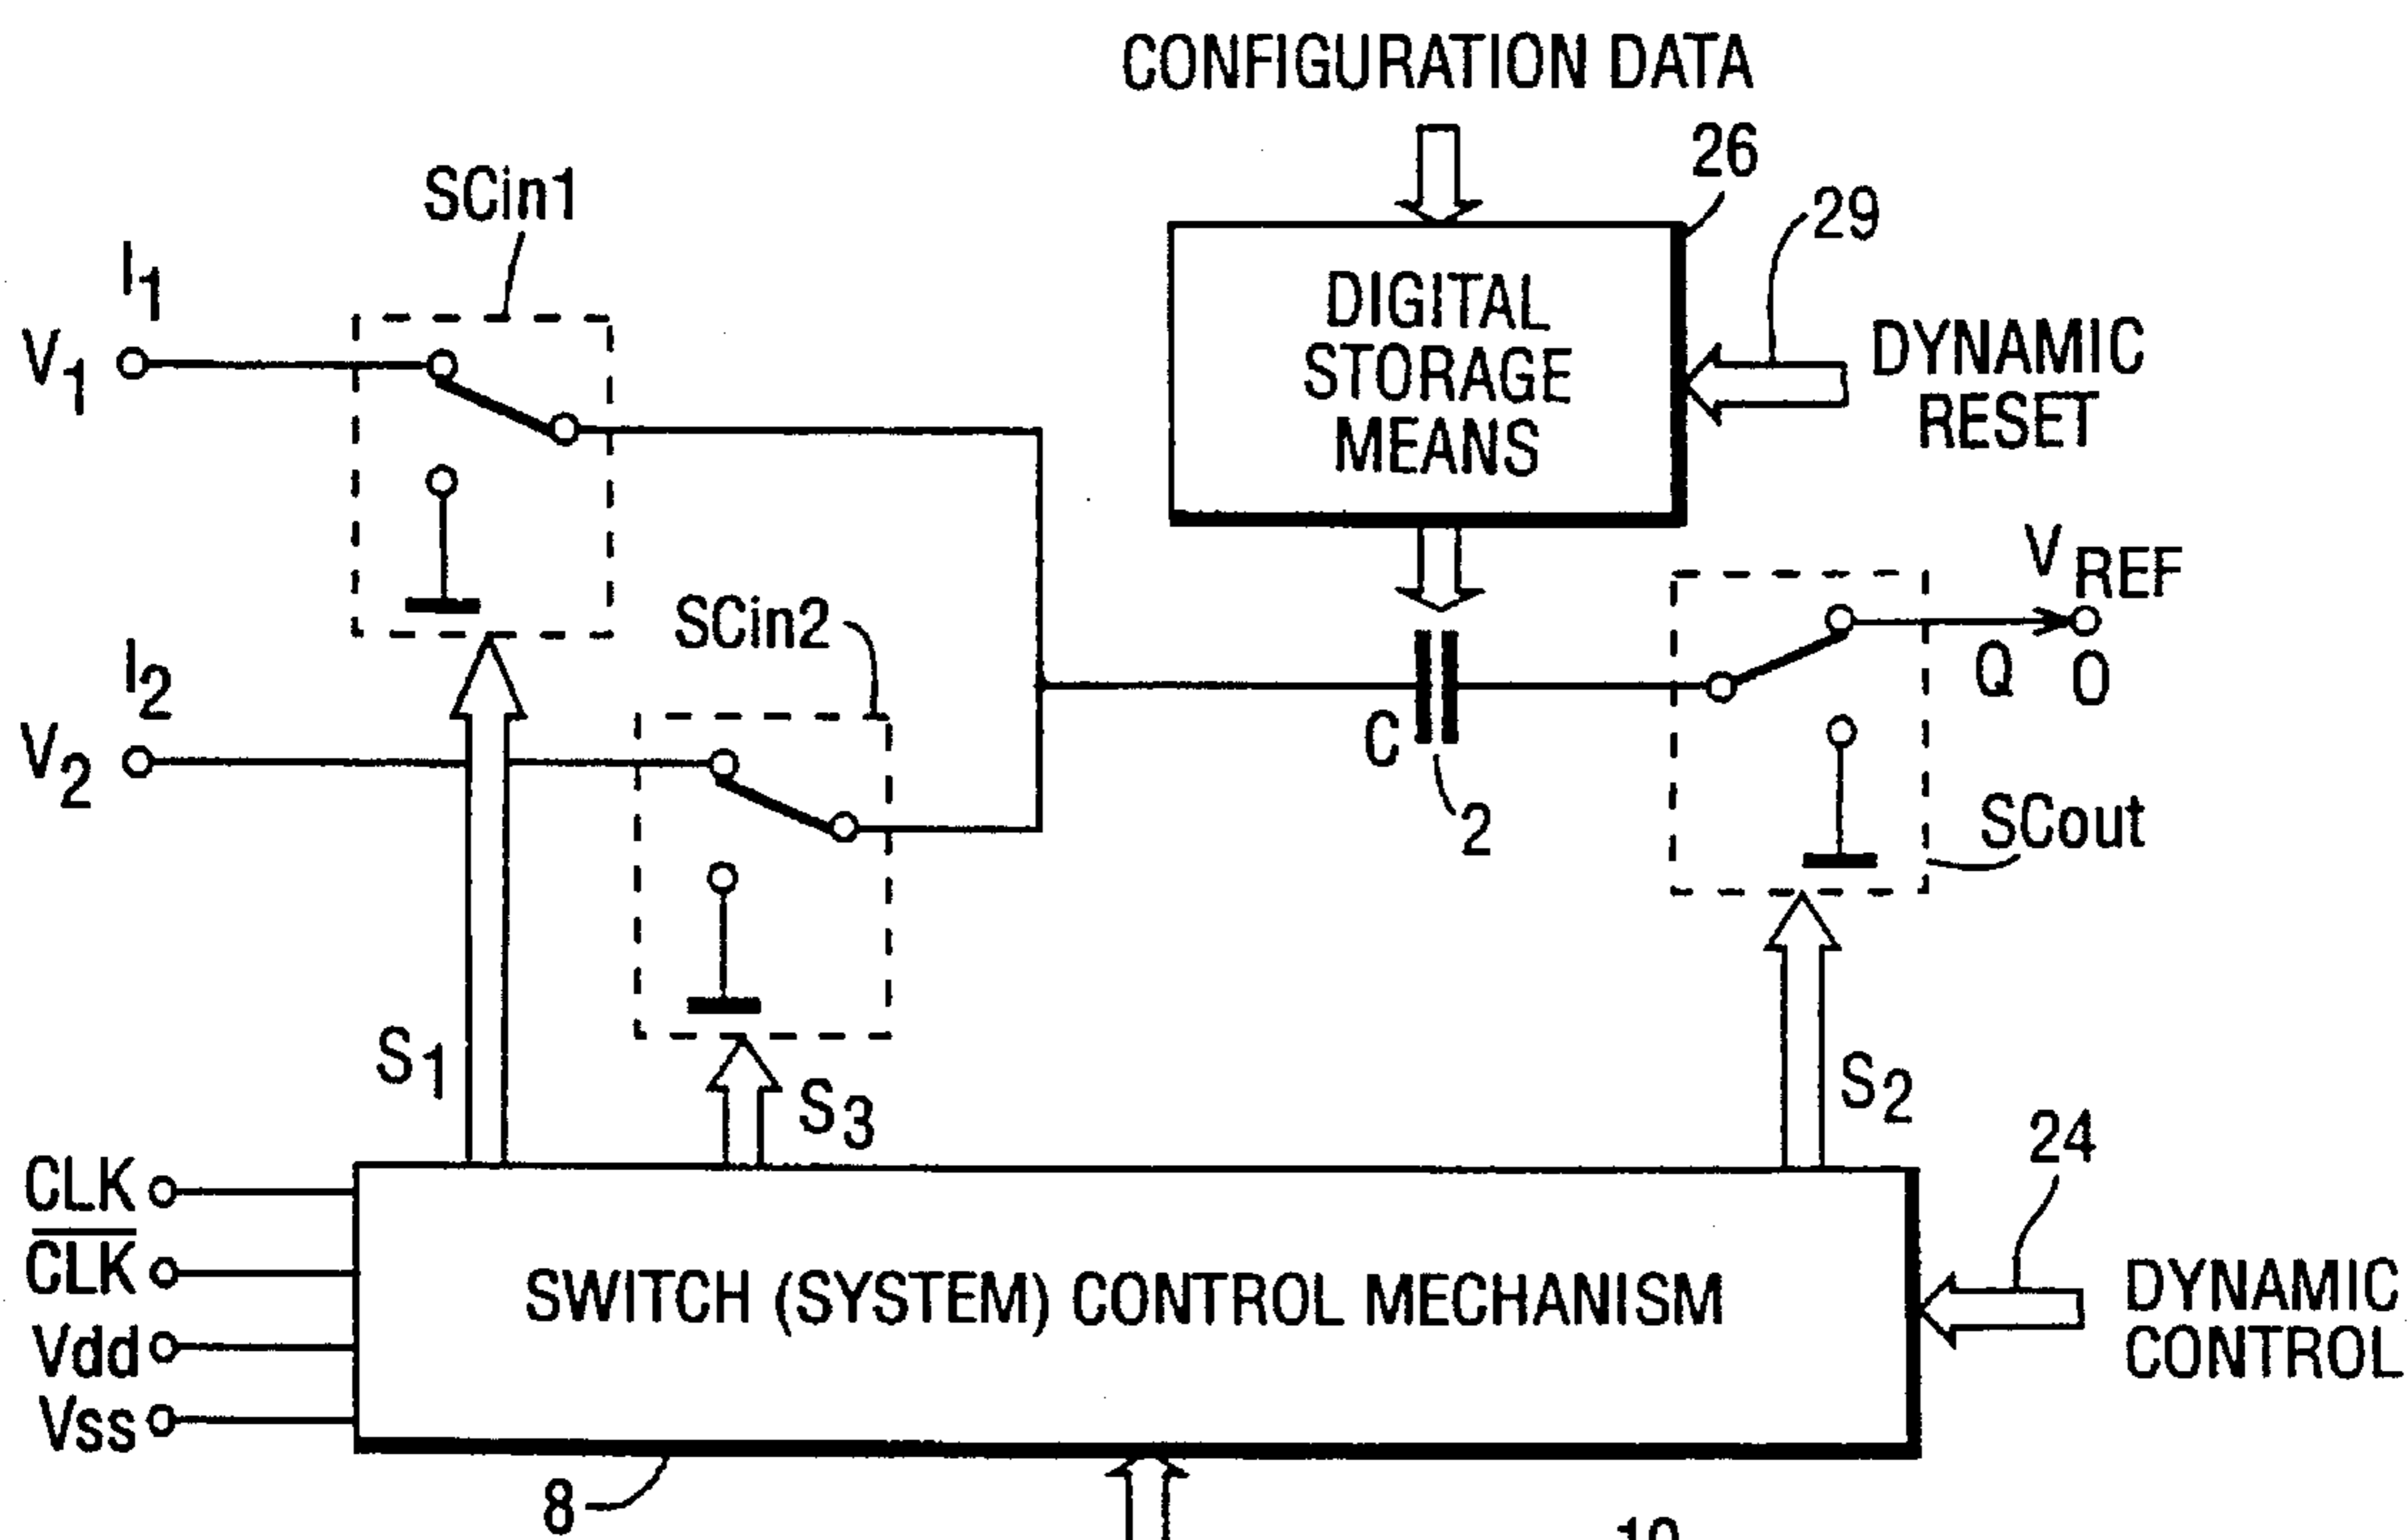 CONFIGURATION DATA
26
29
SCin1
I1
V1
DIGITAL
STORAGE
MEANS
DYNAMIC
RESET
VREF
SCin2
I2
V2
Q
O
C
2
SCout
S1
S3
S2
24
CLK
C̅L̅K̅
Vdd
Vss
SWITCH (SYSTEM) CONTROL MECHANISM
DYNAMIC
CONTROL
8